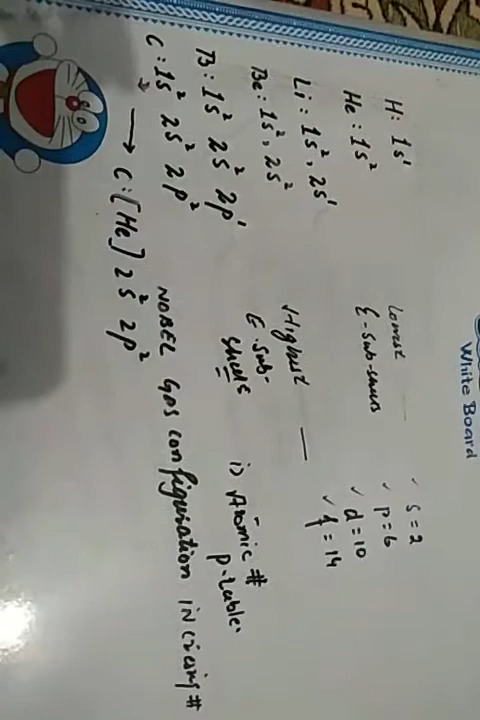 White Board
H: 1s¹
He: 1s²
Li: 1s², 2s¹
Be: 1s², 2s²
B: 1s² 2s² 2p¹
C: 1s² 2s² 2p²
→ C: [He] 2s² 2p²
Lowest
E-Sub-shells
Highest —
E. Sub-
shells
✓ s = 2
✓ p = 6
✓ d = 10
✓ f = 14
is Atomic #
P-table.
NOBEL GAS configuration IN